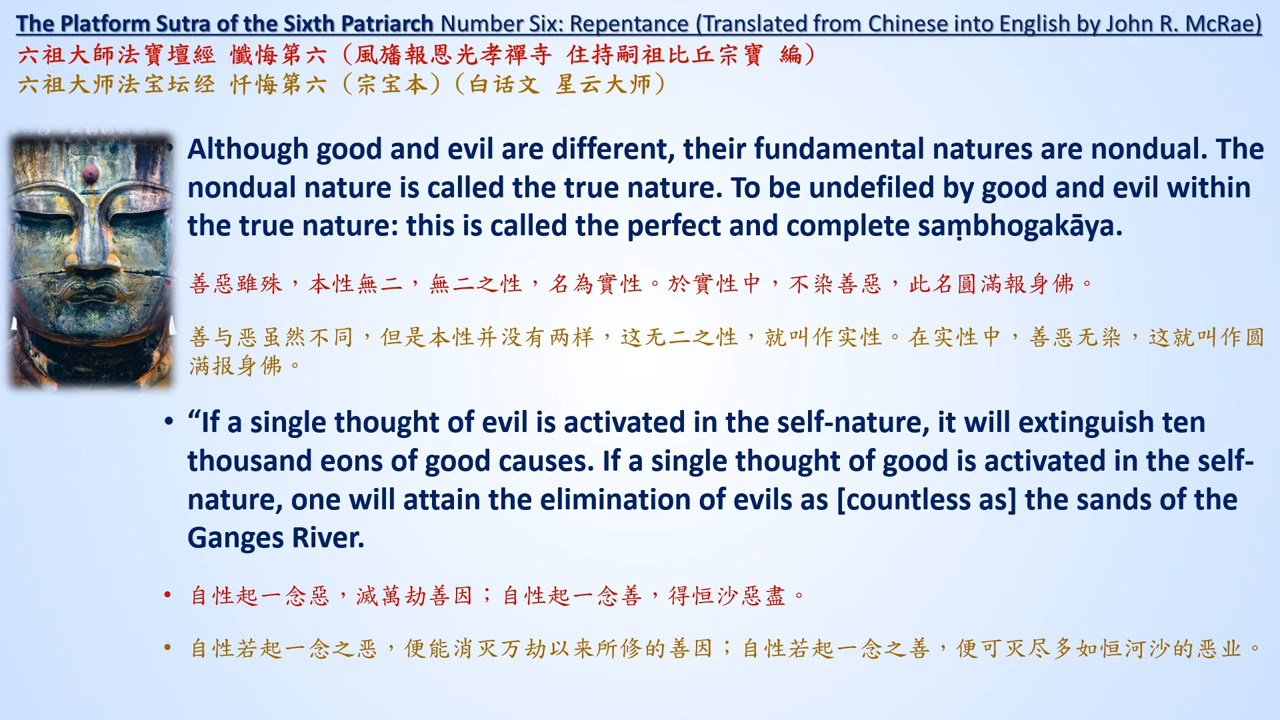 The Platform Sutra of the Sixth Patriarch Number Six: Repentance (Translated from Chinese into English by John R. McRae)
六祖大師法寶壇經 懺悔第六（風旛報恩光孝禪寺 住持嗣祖比丘宗寶 編）
六祖大师法宝坛经 忏悔第六（宗宝本）（白话文 星云大师）
• Although good and evil are different, their fundamental natures are nondual. The
nondual nature is called the true nature. To be undefiled by good and evil within
the true nature: this is called the perfect and complete saṃbhogakāya.
善惡雖殊，本性無二，無二之性，名為實性。於實性中，不染善惡，此名圓滿報身佛。
善与恶虽然不同，但是本性并没有两样，这无二之性，就叫作实性。在实性中，善恶无染，这就叫作圆
满报身佛。
• “If a single thought of evil is activated in the self-nature, it will extinguish ten
thousand eons of good causes. If a single thought of good is activated in the self-
nature, one will attain the elimination of evils as [countless as] the sands of the
Ganges River.
• 自性起一念惡，滅萬劫善因；自性起一念善，得恒沙惡盡。
• 自性若起一念之恶，便能消灭万劫以来所修的善因；自性若起一念之善，便可灭尽多如恒河沙的恶业。